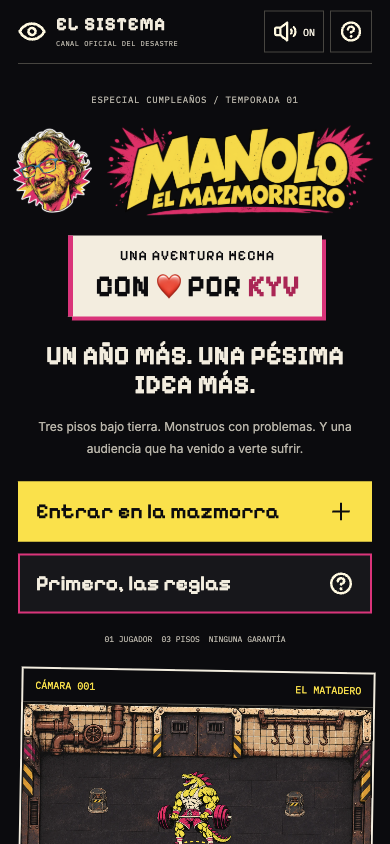 EL SISTEMA
CANAL OFICIAL DEL DESASTRE
ON
ESPECIAL CUMPLEAÑOS / TEMPORADA 01
MANOLO
EL MAZMORRERO
UNA AVENTURA HECHA
CON ❤️ POR KYV
UN AÑO MÁS. UNA PÉSIMA
IDEA MÁS.
Tres pisos bajo tierra. Monstruos con problemas. Y una
audiencia que ha venido a verte sufrir.
Entrar en la mazmorra
Primero, las reglas
01 JUGADOR 03 PISOS NINGUNA GARANTÍA
CÁMARA 001
EL MATADERO